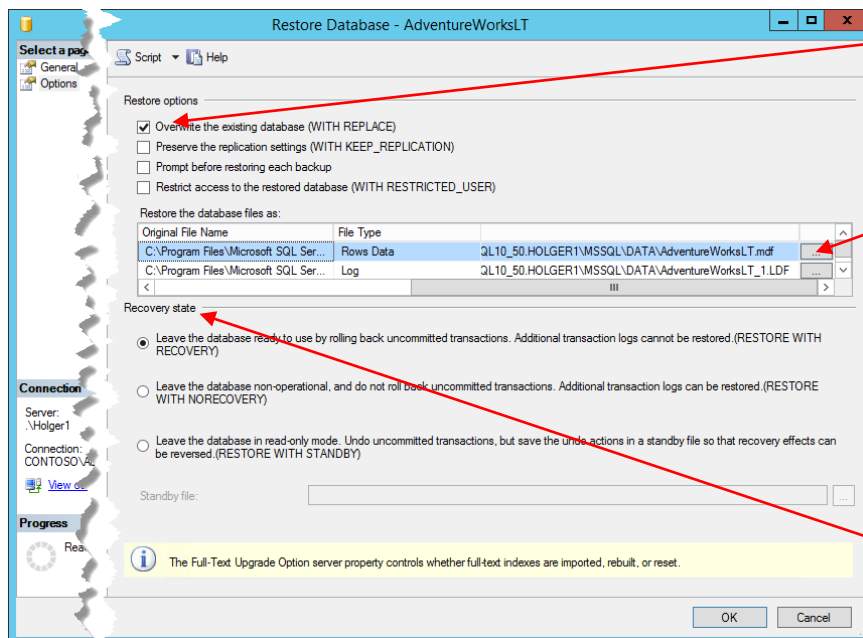 Restore Database - AdventureWorksLT
Select a
General
Options
Script Help
Restore options
Overwrite the existing database (WITH REPLACE)
Preserve the replication settings (WITH KEEP_REPLICATION)
Prompt before restoring each backup
Restrict access to the restored database (WITH RESTRICTED_USER)
Restore the database files as:
Original File Name File Type
C:\Program Files\Microsoft SQL Ser... Rows Data QL10_50.HOLGER1\MSSQL\DATA\AdventureWorksLT.mdf ...
C:\Program Files\Microsoft SQL Ser... Log QL10_50.HOLGER1\MSSQL\DATA\AdventureWorksLT_1.LDF ...
Recovery state
Leave the database ready to use by rolling back uncommitted transactions. Additional transaction logs cannot be restored.(RESTORE WITH
RECOVERY)
Leave the database non-operational, and do not roll back uncommitted transactions. Additional transaction logs can be restored.(RESTORE
WITH NORECOVERY)
Leave the database in read-only mode. Undo uncommitted transactions, but save the undo actions in a standby file so that recovery effects can
be reversed.(RESTORE WITH STANDBY)
Standby file: ...
Connection
Server:
.\Holger1
Connection:
CONTOSO\
View
Progress
The Full-Text Upgrade Option server property controls whether full-text indexes are imported, rebuilt, or reset.
OK Cancel